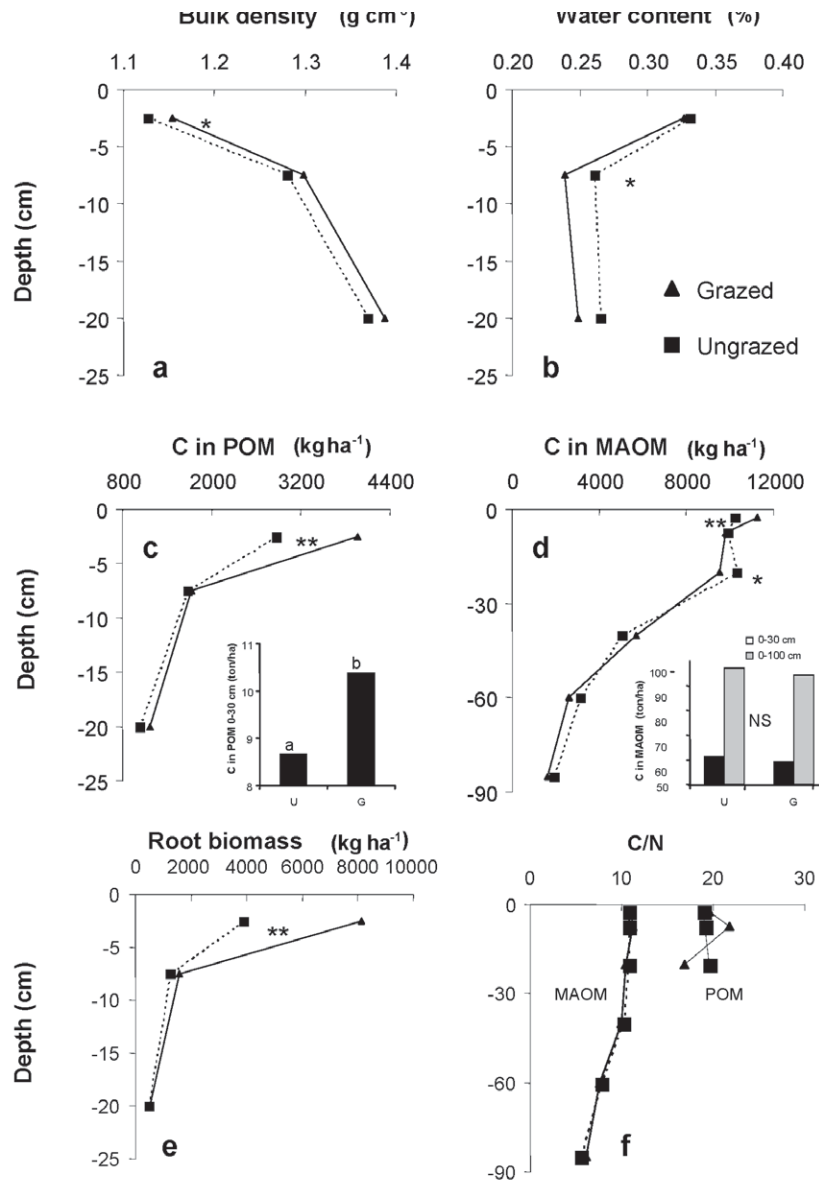 Bulk density (g cm⁻³)
1.1 1.2 1.3 1.4
0
-5
-10
-15
-20
-25
Depth (cm)
*
a
Water content (%)
0.20 0.25 0.30 0.35 0.40
0
-5
-10
-15
-20
-25
*
Grazed
Ungrazed
b
C in POM (kg ha⁻¹)
800 2000 3200 4400
0
-5
-10
-15
-20
-25
Depth (cm)
c
**
C in POM 0-30 cm (ton/ha)
11
10
9
8
a
b
U G
C in MAOM (kg ha⁻¹)
0 4000 8000 12000
0
-30
-60
-90
**
d
*
0-30 cm
0-100 cm
C in MAOM (ton/ha)
100
90
80
70
60
50
NS
U G
Root biomass (kg ha⁻¹)
0 2000 4000 6000 8000 10000
0
-5
-10
-15
-20
-25
Depth (cm)
**
e
C/N
0 10 20 30
0
-30
-60
-90
MAOM
POM
f